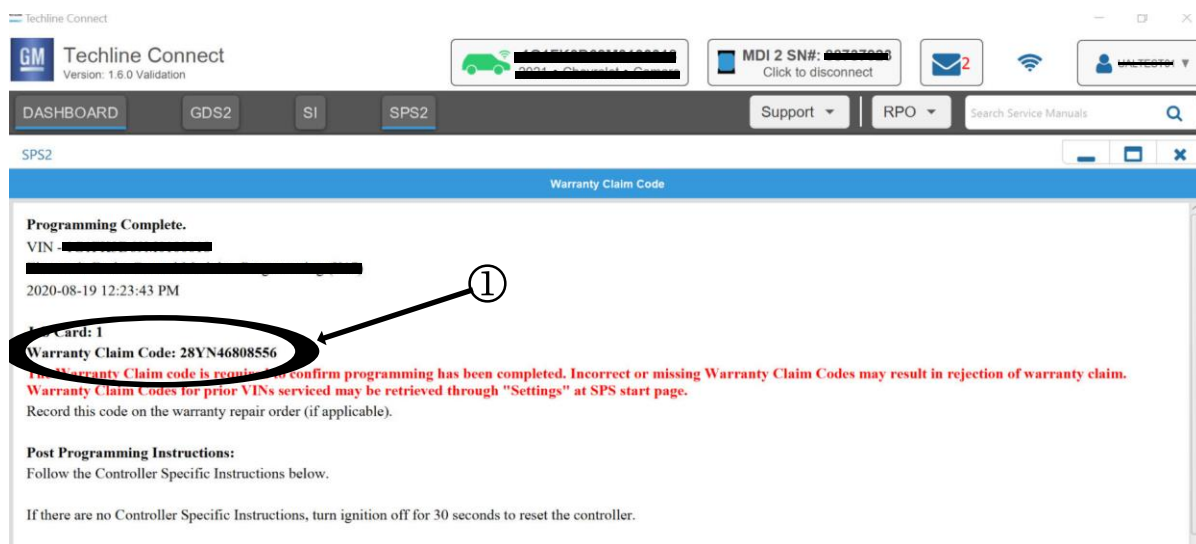 Techline Connect
GM Techline Connect
Version: 1.6.0 Validation
2021 • Chevrolet • Camaro
MDI 2 SN#:
Click to disconnect
2
DASHBOARD GDS2 SI SPS2 Support RPO Search Service Manuals
SPS2
Warranty Claim Code
Programming Complete.
VIN -
2020-08-19 12:23:43 PM
①
Card: 1
Warranty Claim Code: 28YN46808556
The Warranty Claim code is required to confirm programming has been completed. Incorrect or missing Warranty Claim Codes may result in rejection of warranty claim.
Warranty Claim Codes for prior VINs serviced may be retrieved through "Settings" at SPS start page.
Record this code on the warranty repair order (if applicable).
Post Programming Instructions:
Follow the Controller Specific Instructions below.
If there are no Controller Specific Instructions, turn ignition off for 30 seconds to reset the controller.